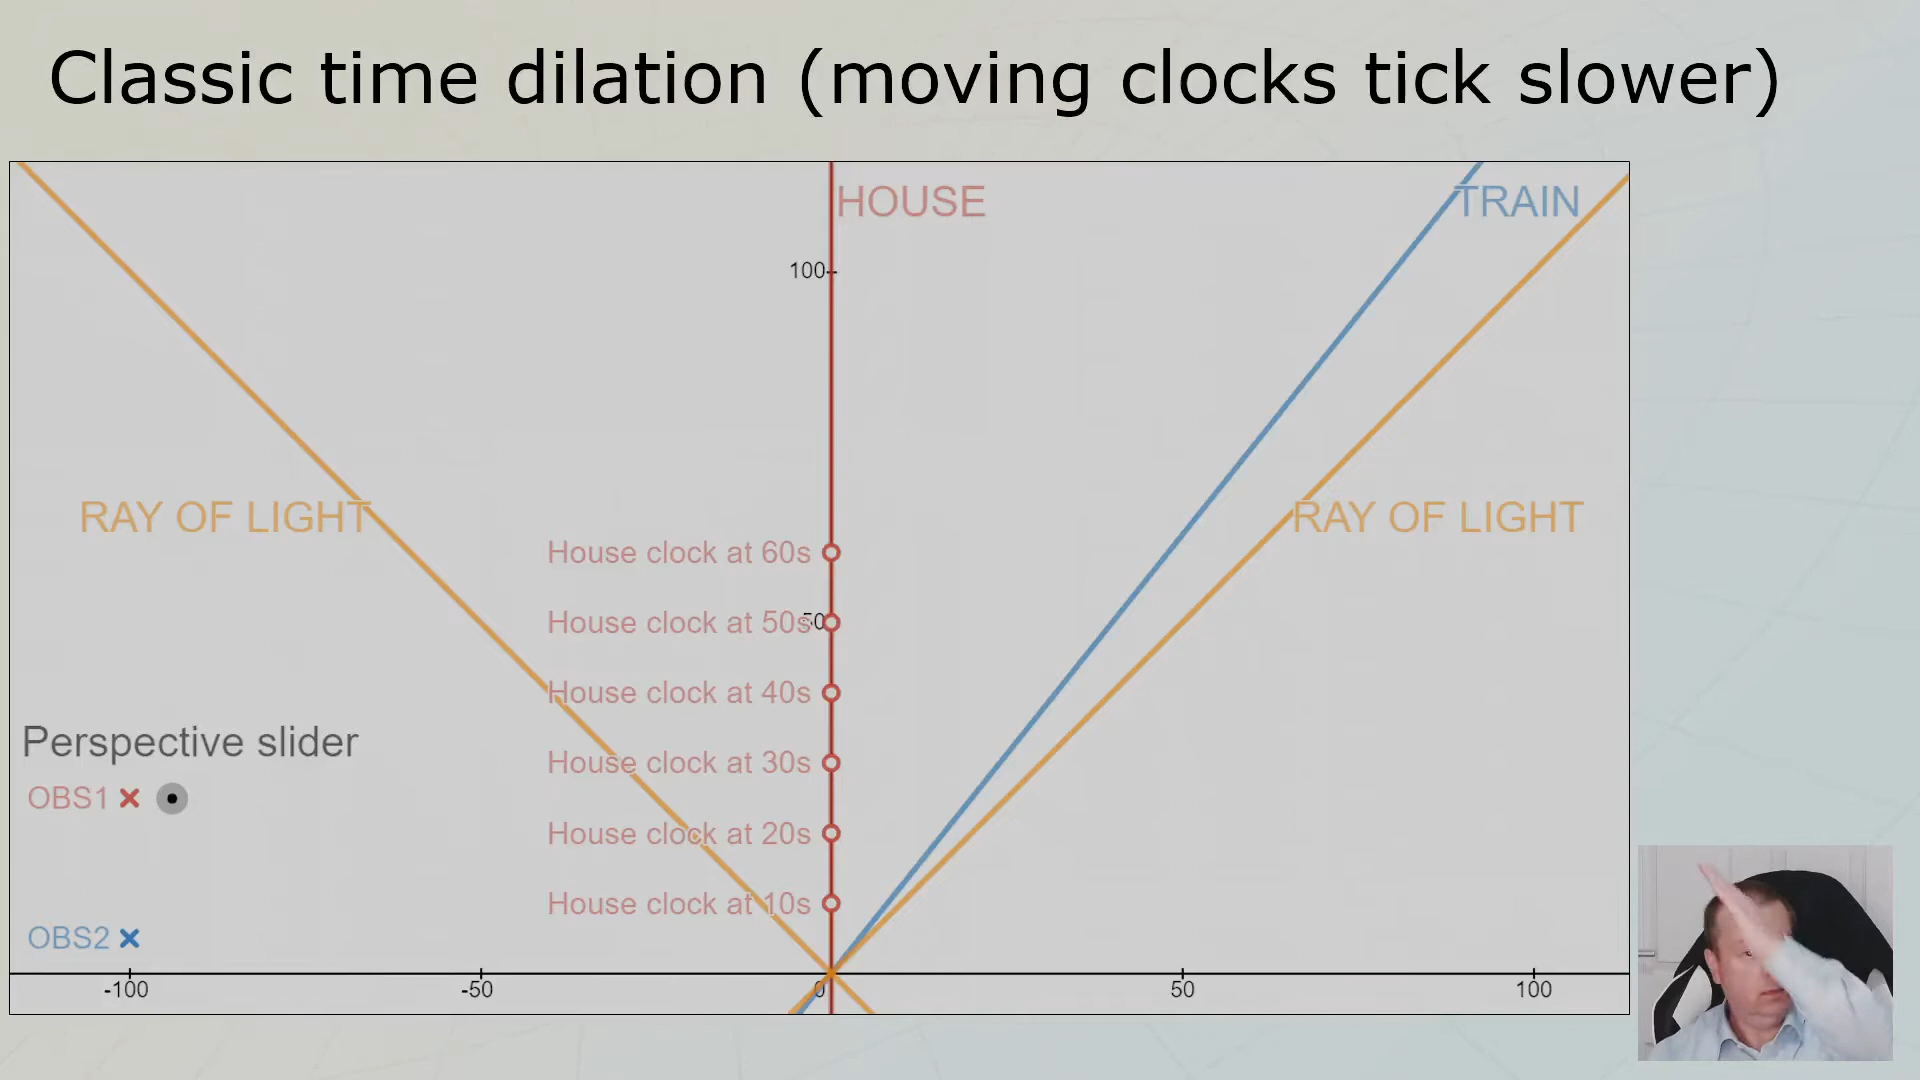 Classic time dilation (moving clocks tick slower)
HOUSE
TRAIN
100
RAY OF LIGHT
RAY OF LIGHT
House clock at 60s
House clock at 50s
50
House clock at 40s
Perspective slider
House clock at 30s
OBS1
House clock at 20s
House clock at 10s
OBS2
-100
-50
0
50
100